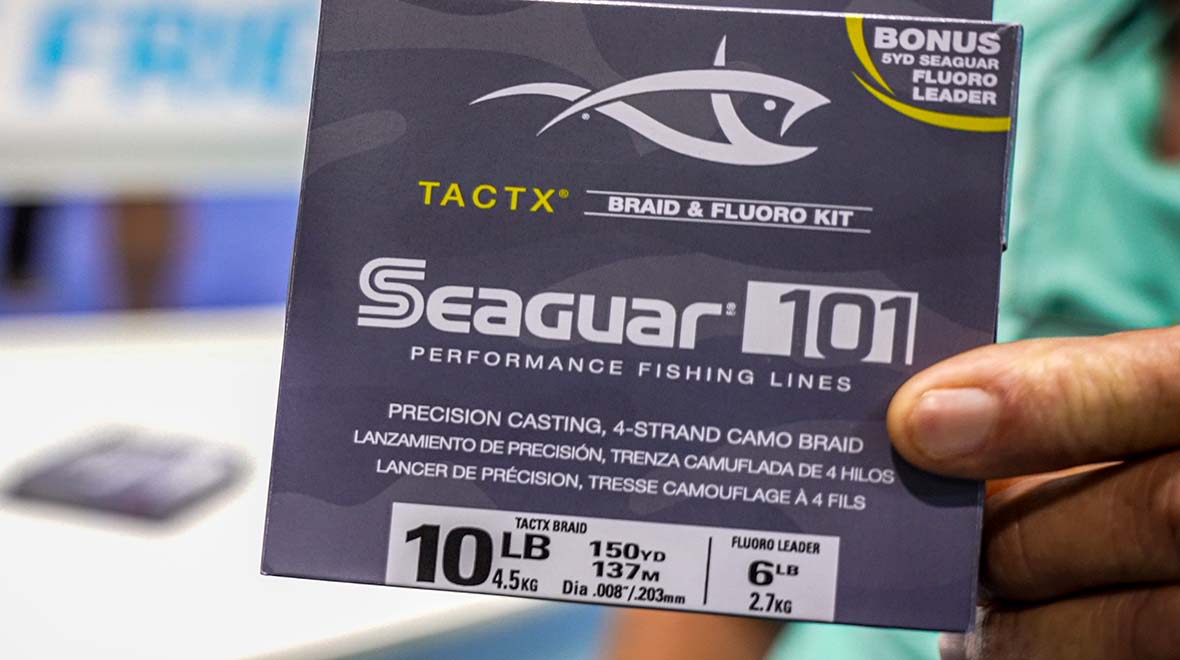 BONUS
5YD SEAGUAR
FLUORO
LEADER
TACTX® BRAID & FLUORO KIT
SEAGUAR® 101
PERFORMANCE FISHING LINES
PRECISION CASTING, 4-STRAND CAMO BRAID
LANZAMIENTO DE PRECISIÓN, TRENZA CAMUFLADA DE 4 HILOS
LANCER DE PRÉCISION, TRESSE CAMOUFLAGE À 4 FILS
TACTX BRAID
10 LB
4.5KG
150YD
137M
Dia .008"/.203mm
FLUORO LEADER
6LB
2.7KG